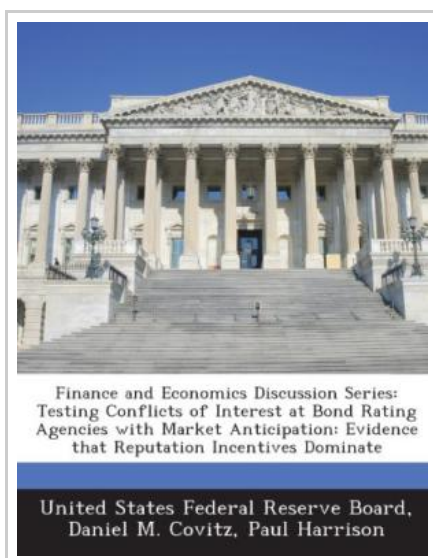 Finance and Economics Discussion Series:
Testing Conflicts of Interest at Bond Rating
Agencies with Market Anticipation: Evidence
that Reputation Incentives Dominate
United States Federal Reserve Board,
Daniel M. Covitz, Paul Harrison